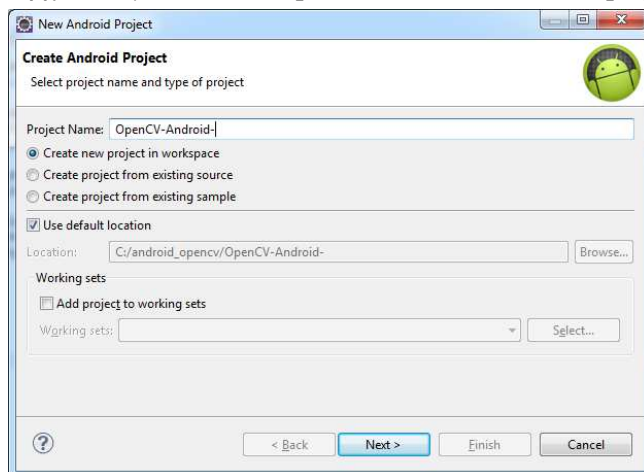 New Android Project
Create Android Project
Select project name and type of project
Project Name: OpenCV-Android-
Create new project in workspace
Create project from existing source
Create project from existing sample
Use default location
Location: C:/android_opencv/OpenCV-Android- Browse...
Working sets
Add project to working sets
Working sets: Select...
? < Back Next > Finish Cancel